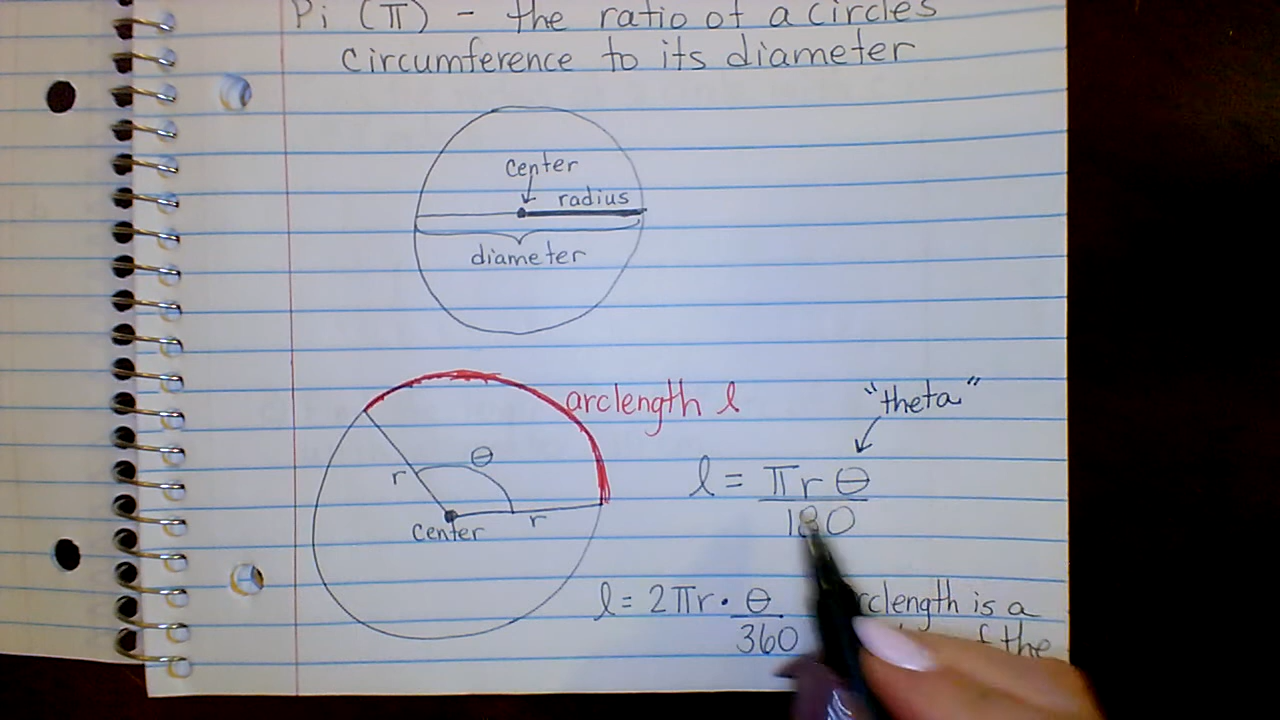 Pi (π) - the ratio of a circles
circumference to its diameter
center
radius
diameter
arclength l
"theta"
θ
r
l = πrθ
180
center
r
l = 2πr · θ
360
is a
the